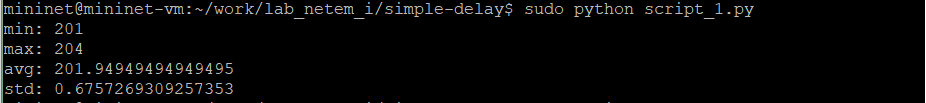 mininet@mininet-vm:~/work/lab_netem_i/simple-delay$ sudo python script_1.py
min: 201
max: 204
avg: 201.94949494949495
std: 0.6757269309257353